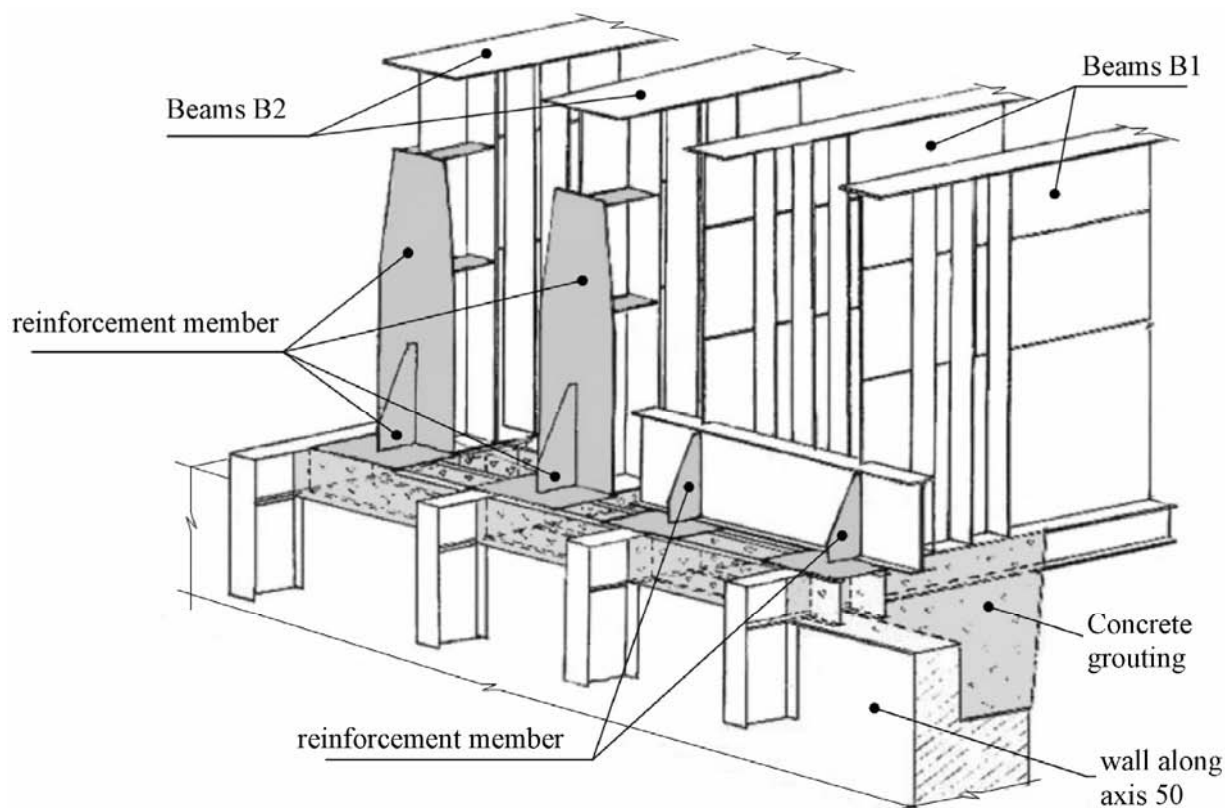 Beams B2
Beams B1
reinforcement member
Concrete
grouting
reinforcement member
wall along
axis 50